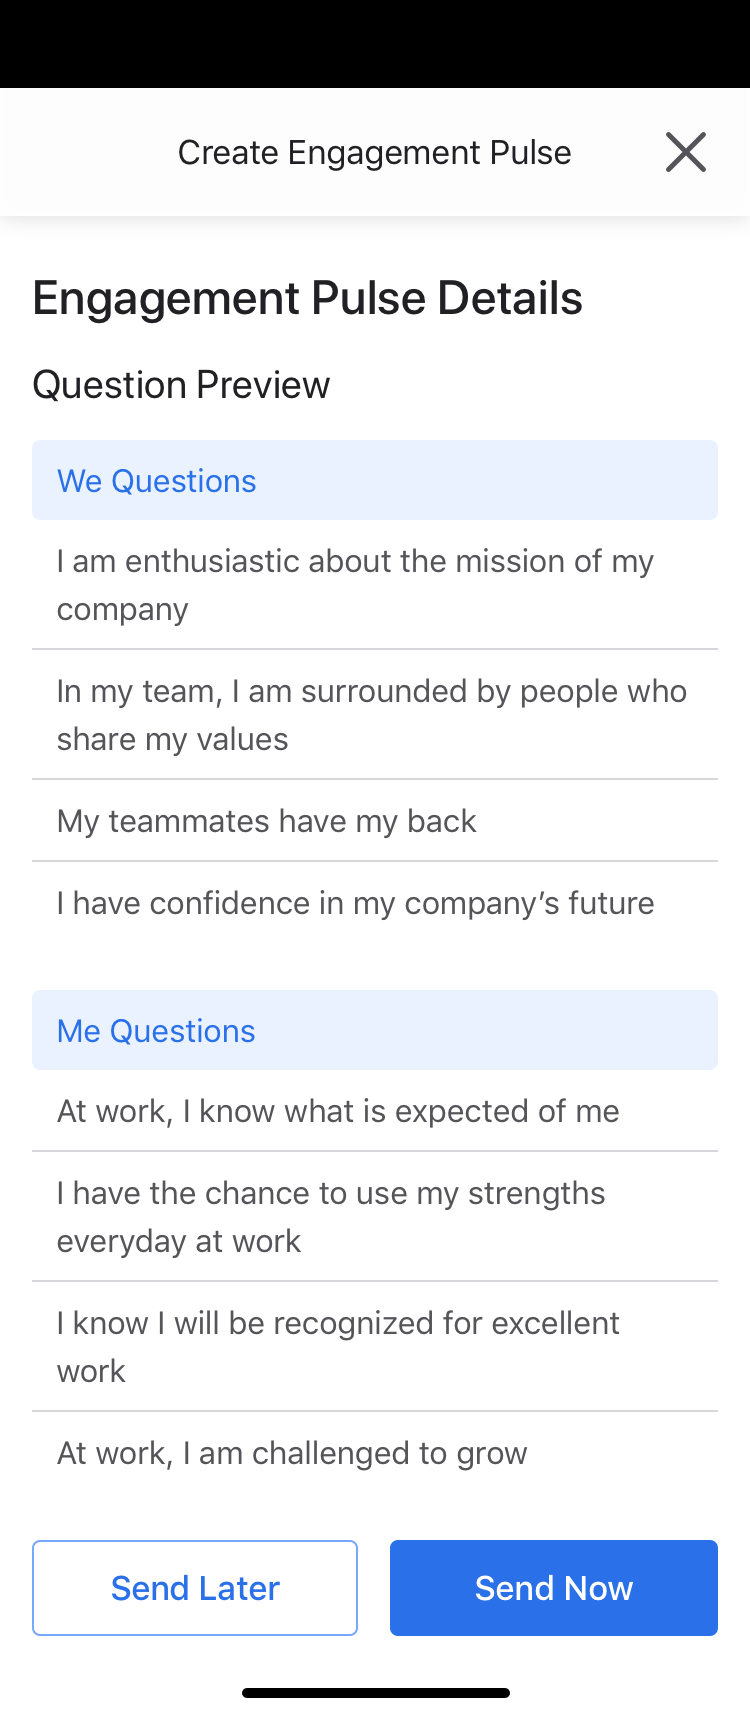 Create Engagement Pulse
Engagement Pulse Details
Question Preview
We Questions
I am enthusiastic about the mission of my
company
In my team, I am surrounded by people who
share my values
My teammates have my back
I have confidence in my company’s future
Me Questions
At work, I know what is expected of me
I have the chance to use my strengths
everyday at work
I know I will be recognized for excellent
work
At work, I am challenged to grow
Send Later
Send Now